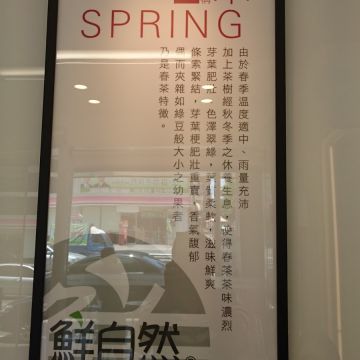 SPRING
由於春季溫度適中、雨量充沛
加上茶樹經秋冬季之休養生息，使得春茶茶味濃烈
芽葉肥壯，色澤翠綠，葉質柔軟，滋味鮮爽
條索緊結，芽葉梗肥壯重實，香氣馥郁
偶而夾雜如綠豆般大小之幼果者
乃是春茶特徵。
鮮自然